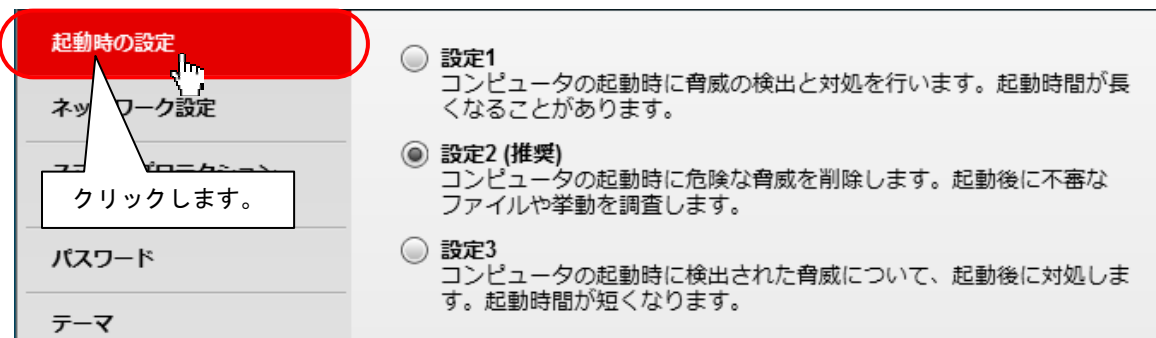 起動時の設定
ネッ ワーク設定
クリックします。
パスワード
テーマ
設定1
コンピュータの起動時に脅威の検出と対処を行います。起動時間が長
くなることがあります。
設定2 (推奨)
コンピュータの起動時に危険な脅威を削除します。起動後に不審な
ファイルや挙動を調査します。
設定3
コンピュータの起動時に検出された脅威について、起動後に対処しま
す。起動時間が短くなります。